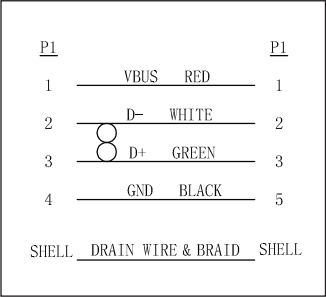 P1 P1
1 VBUS RED 1
2 D- WHITE 2
3 D+ GREEN 3
4 GND BLACK 5
SHELL DRAIN WIRE & BRAID SHELL